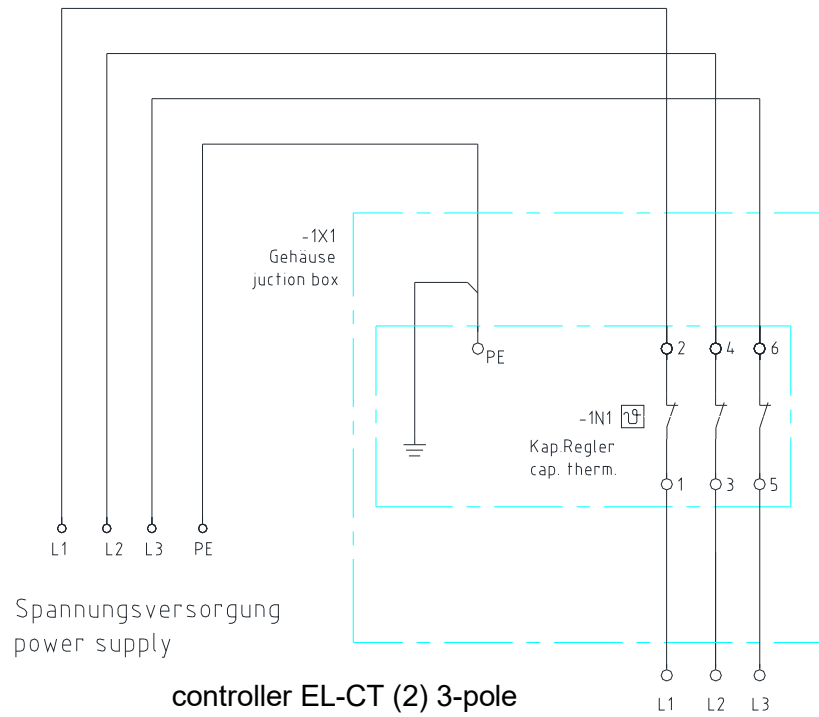 -1X1
Gehäuse
juction box
PE
2 4 6
-1N1 ϑ
Kap.Regler
cap. therm.
1 3 5
L1 L2 L3 PE
Spannungsversorgung
power supply
controller EL-CT (2) 3-pole
L1 L2 L3